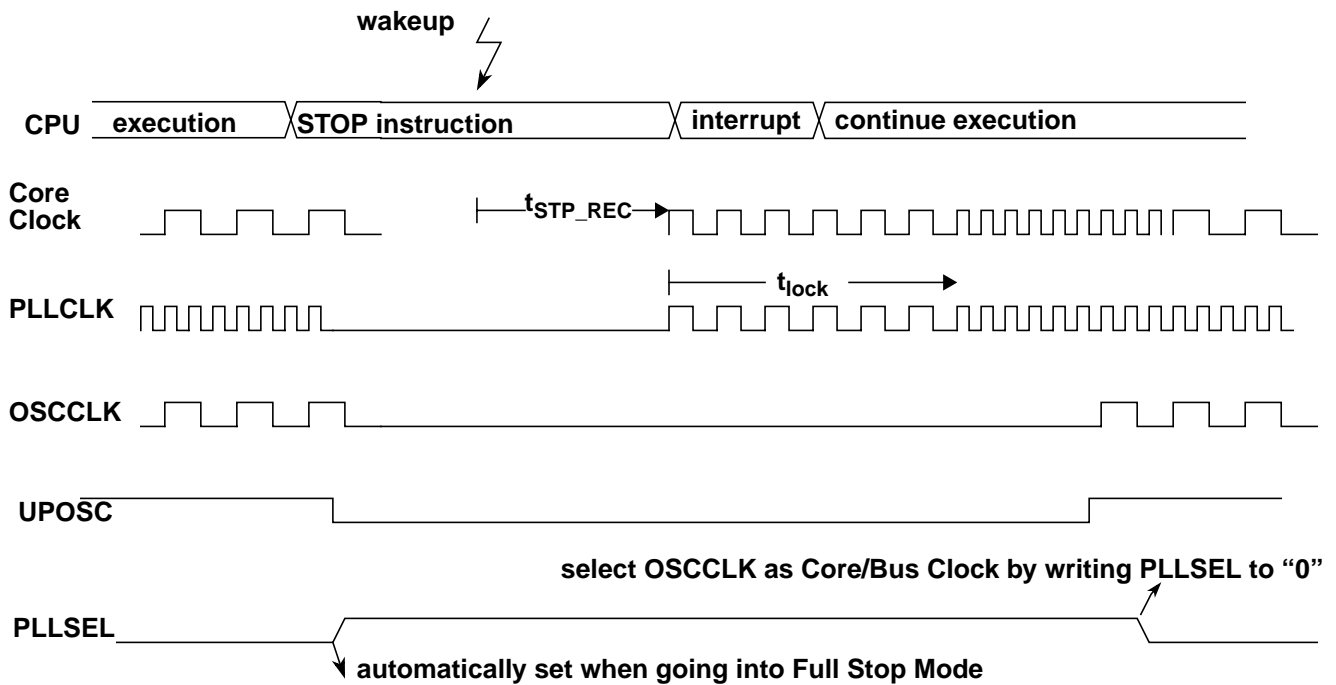 wakeup
CPU execution STOP instruction interrupt continue execution
Core
Clock
tSTP_REC
tlock
PLLCLK
OSCCLK
UPOSC
select OSCCLK as Core/Bus Clock by writing PLLSEL to “0”
PLLSEL
automatically set when going into Full Stop Mode